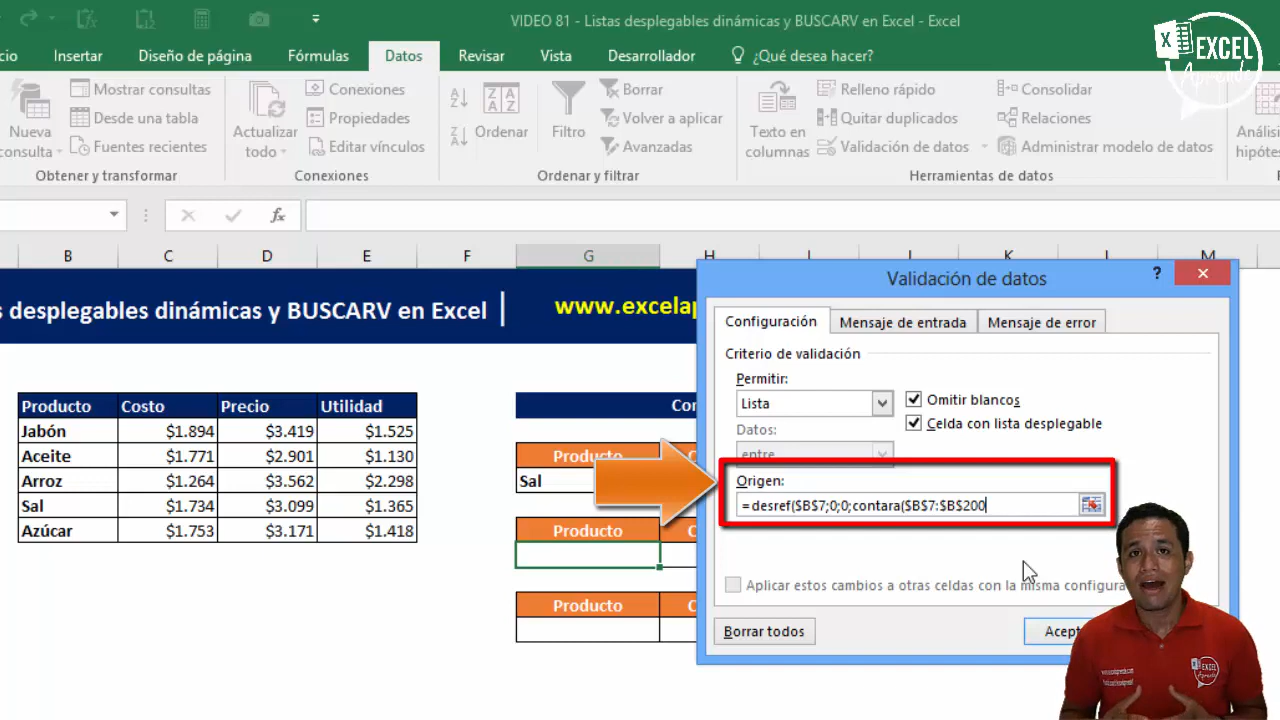 VIDEO 81 - Listas desplegables dinámicas y BUSCARV en Excel - Excel
EXCEL
Aprende
cio Insertar Diseño de página Fórmulas Datos Revisar Vista Desarrollador ¿Qué desea hacer?
Nueva
consulta
Mostrar consultas
Desde una tabla
Fuentes recientes
Obtener y transformar
Actualizar
todo
Conexiones
Propiedades
Editar vínculos
Conexiones
Ordenar
Filtro
Borrar
Volver a aplicar
Avanzadas
Ordenar y filtrar
Texto en
columnas
Relleno rápido
Quitar duplicados
Validación de datos
Consolidar
Relaciones
Administrar modelo de datos
Herramientas de datos
Anális
hipóte
fx
B C D E F G H I J K L M
s desplegables dinámicas y BUSCARV en Excel |
www.excelap
Producto Costo Precio Utilidad
Jabón $1.894 $3.419 $1.525
Aceite $1.771 $2.901 $1.130
Arroz $1.264 $3.562 $2.298
Sal $1.734 $3.099 $1.365
Azúcar $1.753 $3.171 $1.418
Con
Producto C
Sal
Producto C
Producto C
Validación de datos
?
Configuración Mensaje de entrada Mensaje de error
Criterio de validación
Permitir:
Lista
Omitir blancos
Datos:
Celda con lista desplegable
entre
Origen:
=desref($B$7;0;0;contara($B$7:$B$200
Aplicar estos cambios a otras celdas con la misma configura
Borrar todos
Acept